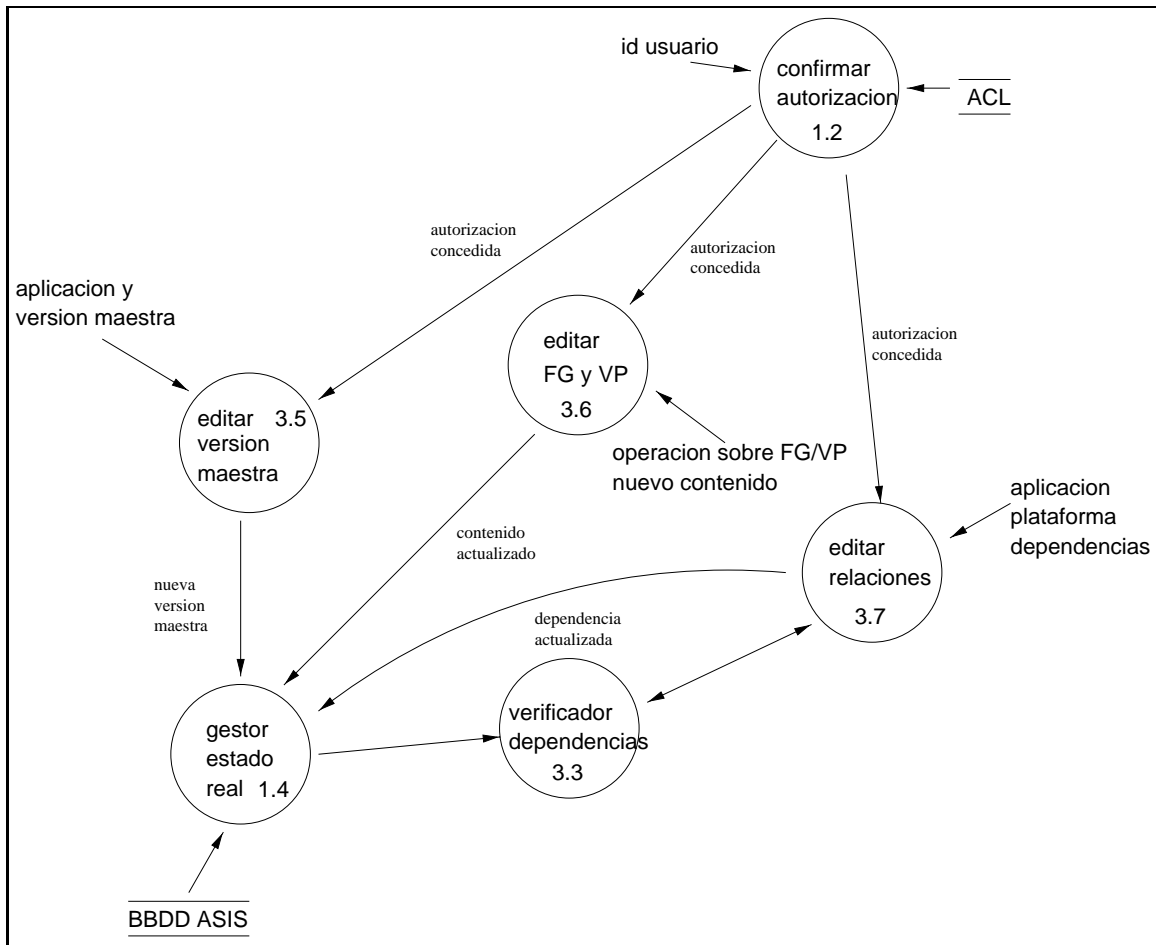 id usuario
confirmar
autorizacion
1.2
ACL
autorizacion
concedida
autorizacion
concedida
aplicacion y
version maestra
editar
FG y VP
3.6
autorizacion
concedida
editar 3.5
version
maestra
operacion sobre FG/VP
nuevo contenido
aplicacion
plataforma
dependencias
contenido
actualizado
editar
relaciones
3.7
nueva
version
maestra
dependencia
actualizada
gestor
estado
real 1.4
verificador
dependencias
3.3
BBDD ASIS